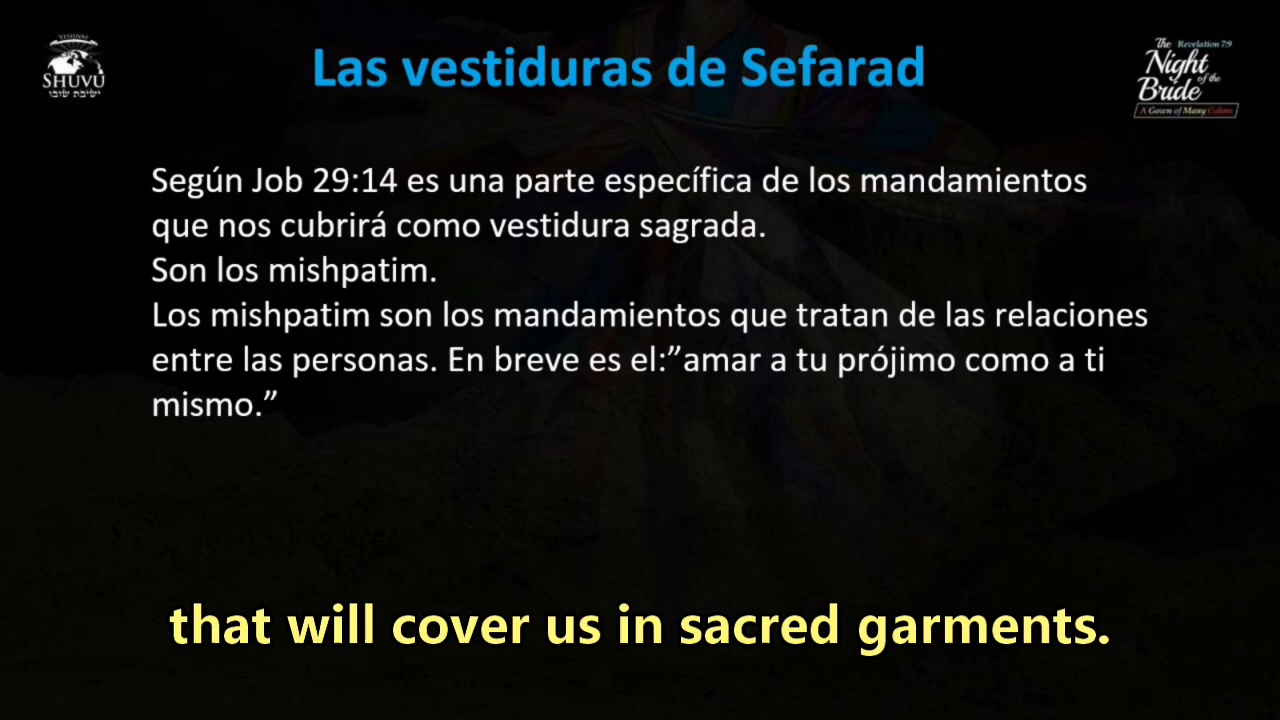 YESHIVAT
SHUVU
ישיבת שובו
Las vestiduras de Sefarad
The Revelation 7:9
Night
of the
Bride
A Gown of Many Colors
Según Job 29:14 es una parte específica de los mandamientos
que nos cubrirá como vestidura sagrada.
Son los mishpatim.
Los mishpatim son los mandamientos que tratan de las relaciones
entre las personas. En breve es el:”amar a tu prójimo como a ti
mismo.”
that will cover us in sacred garments.